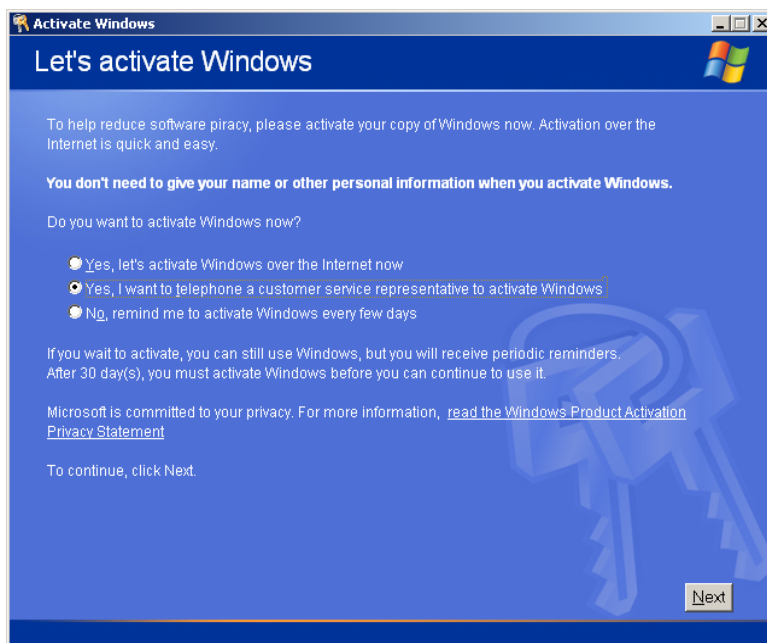 Activate Windows
Let's activate Windows
To help reduce software piracy, please activate your copy of Windows now. Activation over the
Internet is quick and easy.
You don't need to give your name or other personal information when you activate Windows.
Do you want to activate Windows now?
Yes, let's activate Windows over the Internet now
Yes, I want to telephone a customer service representative to activate Windows
No, remind me to activate Windows every few days
If you wait to activate, you can still use Windows, but you will receive periodic reminders.
After 30 day(s), you must activate Windows before you can continue to use it.
Microsoft is committed to your privacy. For more information, read the Windows Product Activation
Privacy Statement
To continue, click Next.
Next